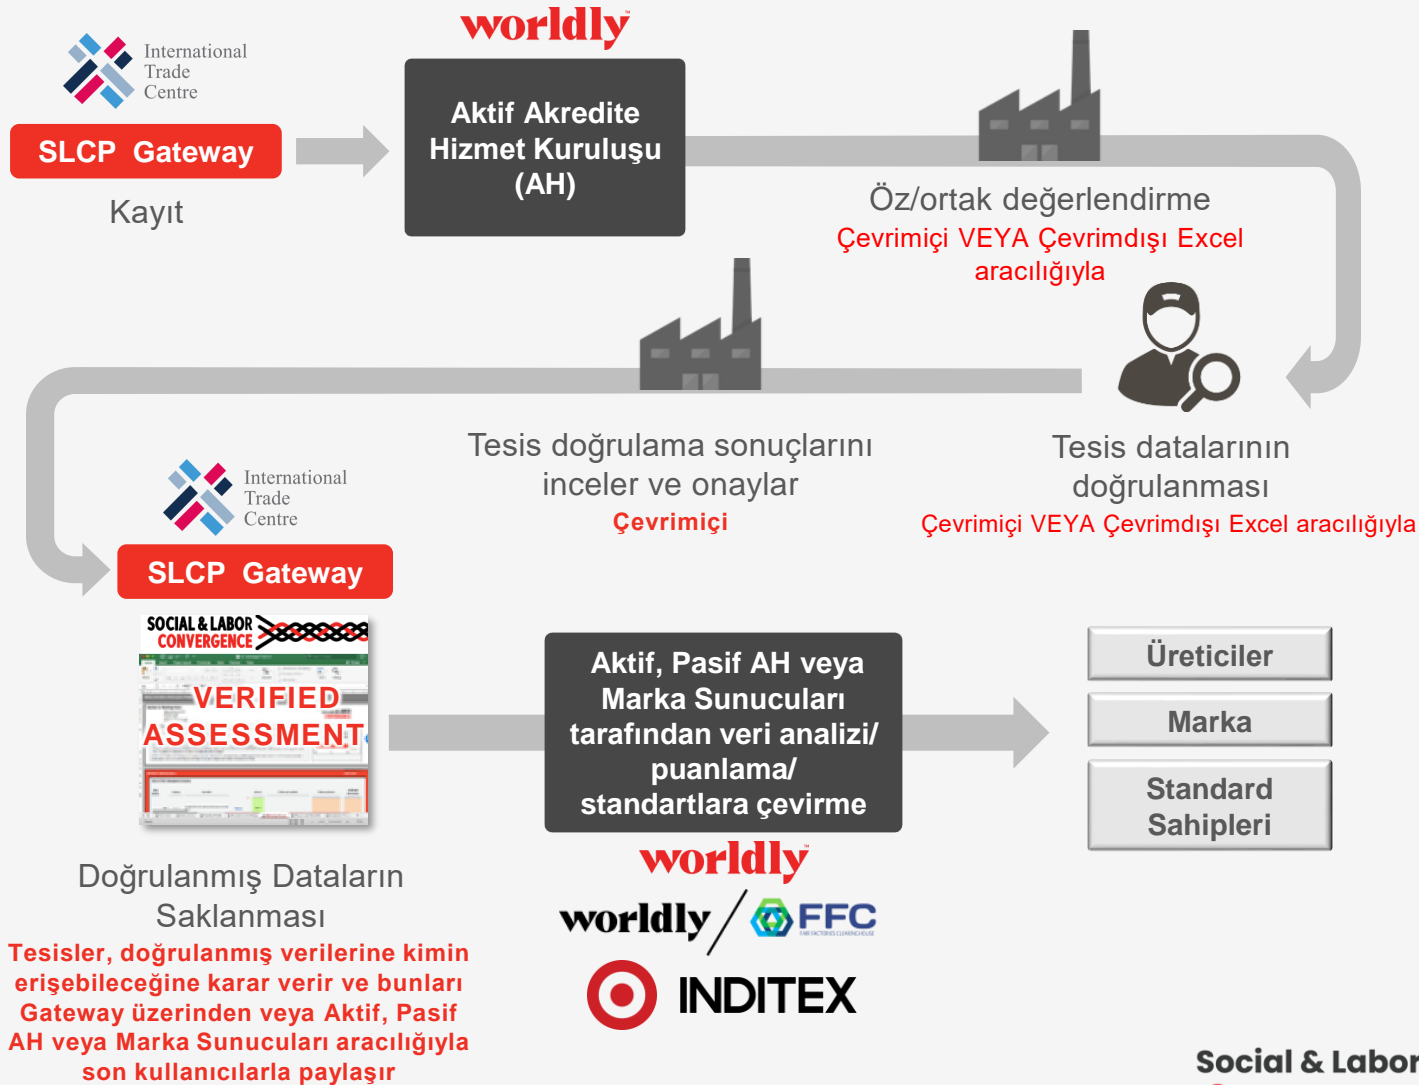 worldly
International
Trade
Centre
SLCP Gateway
Kayıt
Aktif Akredite
Hizmet Kuruluşu
(AH)
Öz/ortak değerlendirme
Çevrimiçi VEYA Çevrimdışı Excel
aracılığıyla
Tesis doğrulama sonuçlarını
inceler ve onaylar
Çevrimiçi
Tesis datalarının
doğrulanması
Çevrimiçi VEYA Çevrimdışı Excel aracılığıyla
International
Trade
Centre
SLCP Gateway
SOCIAL & LABOR
CONVERGENCE
VERIFIED
ASSESSMENT
Doğrulanmış Dataların
Saklanması
Tesisler, doğrulanmış verilerine kimin
erişebileceğine karar verir ve bunları
Gateway üzerinden veya Aktif, Pasif
AH veya Marka Sunucuları aracılığıyla
son kullanıcılarla paylaşır
Aktif, Pasif AH veya
Marka Sunucuları
tarafından veri analizi/
puanlama/
standartlara çevirme
worldly
worldly / FFC
FAIR FACTORIES CLEARINGHOUSE
INDITEX
Üreticiler
Marka
Standard
Sahipleri
Social & Labor